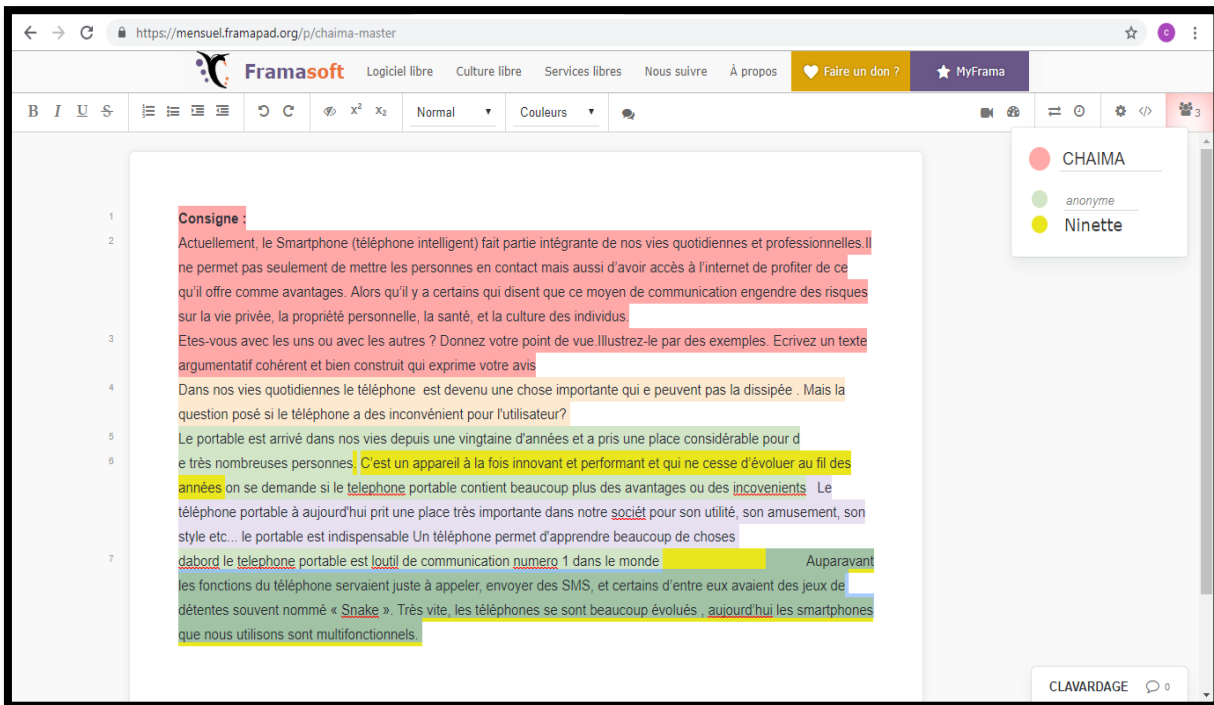 https://mensuel.framapad.org/p/chaima-master
c
Framasoft Logiciel libre Culture libre Services libres Nous suivre À propos Faire un don ? MyFrama
B I U S x² x₂ Normal Couleurs </> 3
CHAIMA
anonyme
Ninette
1 Consigne :
2 Actuellement, le Smartphone (téléphone intelligent) fait partie intégrante de nos vies quotidiennes et professionnelles.Il
ne permet pas seulement de mettre les personnes en contact mais aussi d'avoir accès à l'internet de profiter de ce
qu'il offre comme avantages. Alors qu'il y a certains qui disent que ce moyen de communication engendre des risques
sur la vie privée, la propriété personnelle, la santé, et la culture des individus.
3 Etes-vous avec les uns ou avec les autres ? Donnez votre point de vue.Illustrez-le par des exemples. Ecrivez un texte
argumentatif cohérent et bien construit qui exprime votre avis
4 Dans nos vies quotidiennes le téléphone est devenu une chose importante qui e peuvent pas la dissipée . Mais la
question posé si le téléphone a des inconvénient pour l'utilisateur?
5 Le portable est arrivé dans nos vies depuis une vingtaine d'années et a pris une place considérable pour d
6 e très nombreuses personnes. C'est un appareil à la fois innovant et performant et qui ne cesse d'évoluer au fil des
années on se demande si le telephone portable contient beaucoup plus des avantages ou des incovenients Le
téléphone portable à aujourd'hui prit une place très importante dans notre sociét pour son utilité, son amusement, son
style etc... le portable est indispensable Un téléphone permet d'apprendre beaucoup de choses
7 dabord le telephone portable est loutil de communication numero 1 dans le monde Auparavant
les fonctions du téléphone servaient juste à appeler, envoyer des SMS, et certains d'entre eux avaient des jeux de
détentes souvent nommé « Snake ». Très vite, les téléphones se sont beaucoup évolués , aujourd'hui les smartphones
que nous utilisons sont multifonctionnels.
CLAVARDAGE 0